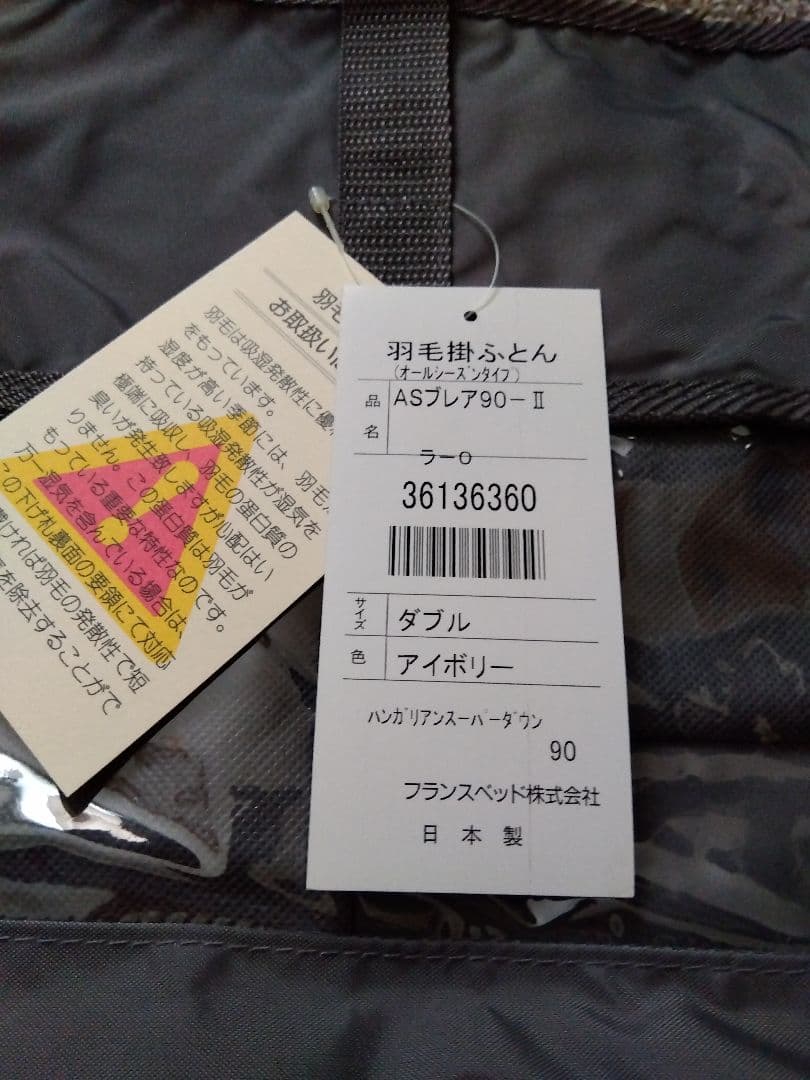 羽毛掛ふとん
(オールシーズンタイプ)
品名 ASブレア90-Ⅱ
ラー0
36136360
サイズ ダブル
色 アイボリー
ハンガリアンスーパーダウン
90
フランスベッド株式会社
日本製
羽毛
お取扱い
羽毛は吸湿発散性に優
をもっています。
湿度が高い季節には、羽毛
持っている吸湿発散性が湿気を
極端に吸収し、羽毛の蛋白質の
臭いが発生致しますが心配はい
りません。この蛋白質は羽毛が
もっている重要な特性なのです。
万一湿気を含んでいる場合は、
この下げ札裏面の要領にて対応
ければ羽毛の発散性で短
を除去することがで